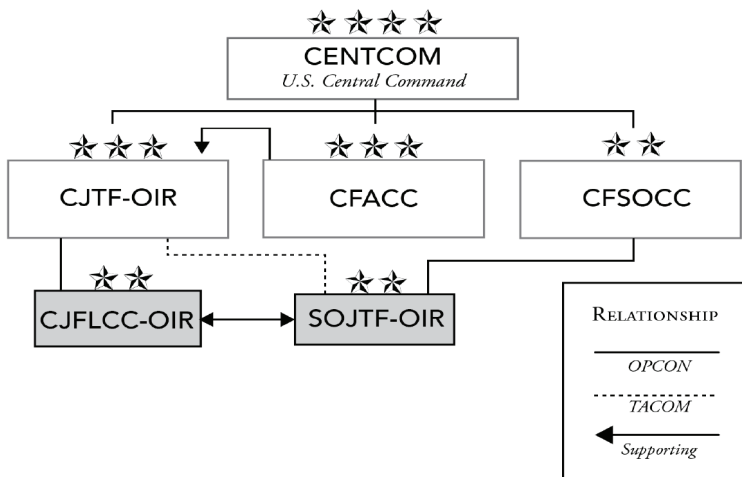 CENTCOM
U.S. Central Command
CJTF-OIR
CFACC
CFSOCC
CJFLCC-OIR
SOJTF-OIR
RELATIONSHIP
OPCON
TACOM
Supporting